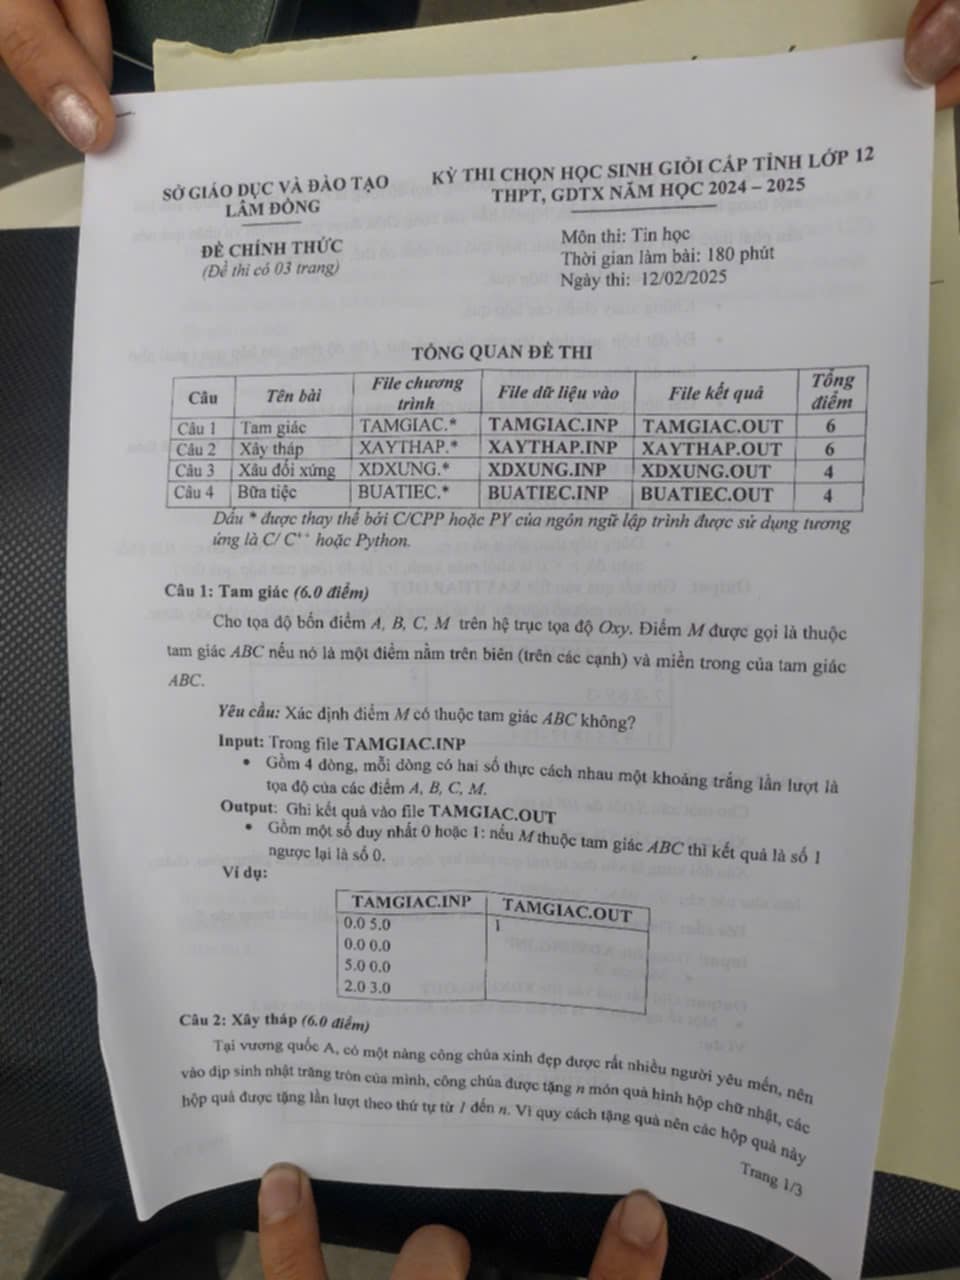 SỞ GIÁO DỤC VÀ ĐÀO TẠO
LÂM ĐỒNG
ĐỀ CHÍNH THỨC
(Đề thi có 03 trang)
KỲ THI CHỌN HỌC SINH GIỎI CẤP TỈNH LỚP 12
THPT, GDTX NĂM HỌC 2024 – 2025
Môn thi: Tin học
Thời gian làm bài: 180 phút
Ngày thi: 12/02/2025
TỔNG QUAN ĐỀ THI
Câu Tên bài File chương trình File dữ liệu vào File kết quả Tổng điểm
Câu 1 Tam giác TAMGIAC.* TAMGIAC.INP TAMGIAC.OUT 6
Câu 2 Xây tháp XAYTHAP.* XAYTHAP.INP XAYTHAP.OUT 6
Câu 3 Xâu đối xứng XDXUNG.* XDXUNG.INP XDXUNG.OUT 4
Câu 4 Bữa tiệc BUATIEC.* BUATIEC.INP BUATIEC.OUT 4
Dấu * được thay thế bởi C/CPP hoặc PY của ngôn ngữ lập trình được sử dụng tương
ứng là C/ C++ hoặc Python.
Câu 1: Tam giác (6.0 điểm)
Cho tọa độ bốn điểm A, B, C, M trên hệ trục tọa độ Oxy. Điểm M được gọi là thuộc
tam giác ABC nếu nó là một điểm nằm trên biên (trên các cạnh) và miền trong của tam giác
ABC.
Yêu cầu: Xác định điểm M có thuộc tam giác ABC không?
Input: Trong file TAMGIAC.INP
• Gồm 4 dòng, mỗi dòng có hai số thực cách nhau một khoảng trắng lần lượt là
tọa độ của các điểm A, B, C, M.
Output: Ghi kết quả vào file TAMGIAC.OUT
• Gồm một số duy nhất 0 hoặc 1: nếu M thuộc tam giác ABC thì kết quả là số 1
ngược lại là số 0.
Ví dụ:
TAMGIAC.INP TAMGIAC.OUT
0.0 5.0 1
0.0 0.0
5.0 0.0
2.0 3.0
Câu 2: Xây tháp (6.0 điểm)
Tại vương quốc A, có một nàng công chúa xinh đẹp được rất nhiều người yêu mến, nên
vào dịp sinh nhật trăng tròn của mình, công chúa được tặng n món quà hình hộp chữ nhật, các
hộp quà được tặng lần lượt theo thứ tự từ 1 đến n. Vì quy cách tặng quà nên các hộp quà này
Trang 1/3